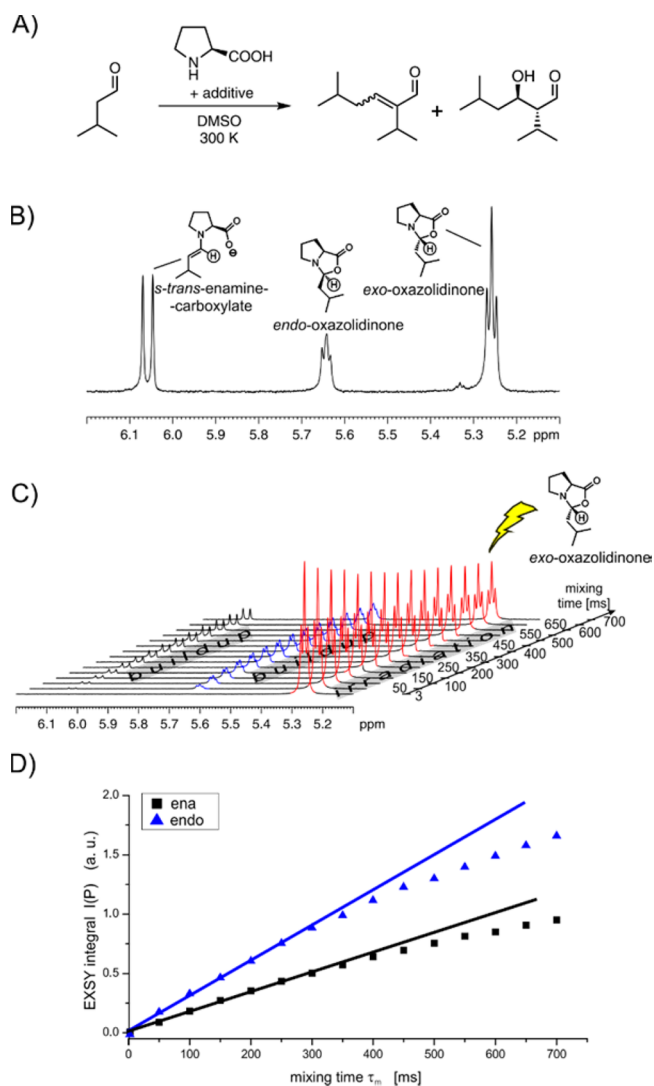 A)
O
N
H
COOH
+ additive
DMSO
300 K
O
+
OH
O
B)
N
O
O
⊖
H
s-trans-enamine-
-carboxylate
N
O
O
H
endo-oxazolidinone
N
O
O
H
exo-oxazolidinone
6.1 6.0 5.9 5.8 5.7 5.6 5.5 5.4 5.3 5.2 ppm
C)
N
O
O
H
exo-oxazolidinone
mixing
time [ms]
buildup
buildup
irradiation
3 50 100 150 200 250 300 350 400 450 500 550 600 650 700
6.1 6.0 5.9 5.8 5.7 5.6 5.5 5.4 5.3 5.2 ppm
D)
ena
endo
EXSY integral I(P) (a. u.)
2.0
1.5
1.0
0.5
0.0
0 100 200 300 400 500 600 700
mixing time τm [ms]